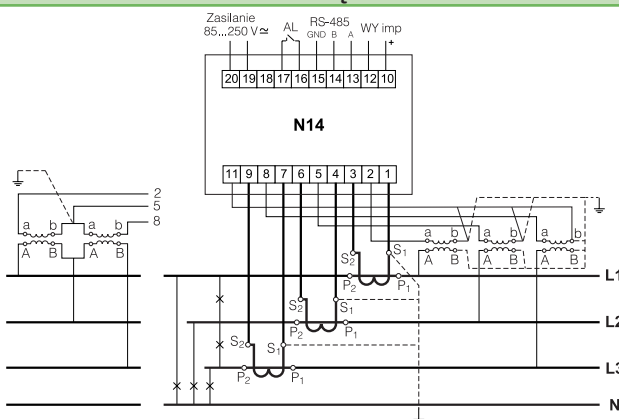 Zasilanie
85...250 V≃
AL
RS-485
GND B A
WY imp
+
20 19 18 17 16 15 14 13 12 10
N14
11 9 8 7 6 5 4 3 2 1
2
5
8
a b a b
A B A B
a b a b a b
A B A B A B
S2 S1
P2 P1
L1
S2 S1
P2 P1
L2
S2 S1
P2 P1
L3
N